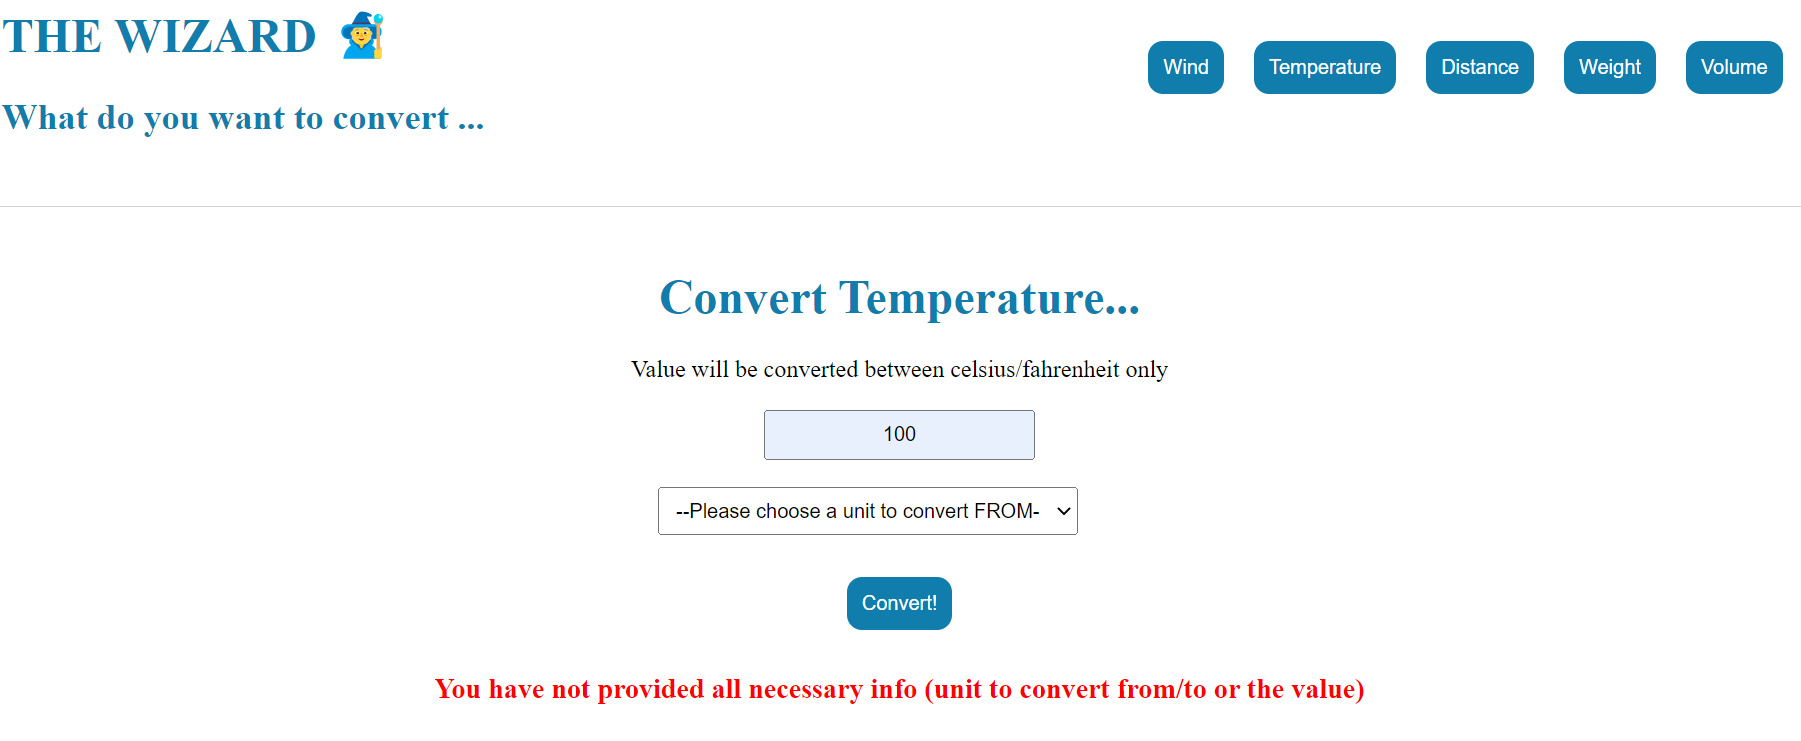 THE WIZARD
Wind
Temperature
Distance
Weight
Volume
What do you want to convert ...
Convert Temperature...
Value will be converted between celsius/fahrenheit only
100
--Please choose a unit to convert FROM-
Convert!
You have not provided all necessary info (unit to convert from/to or the value)